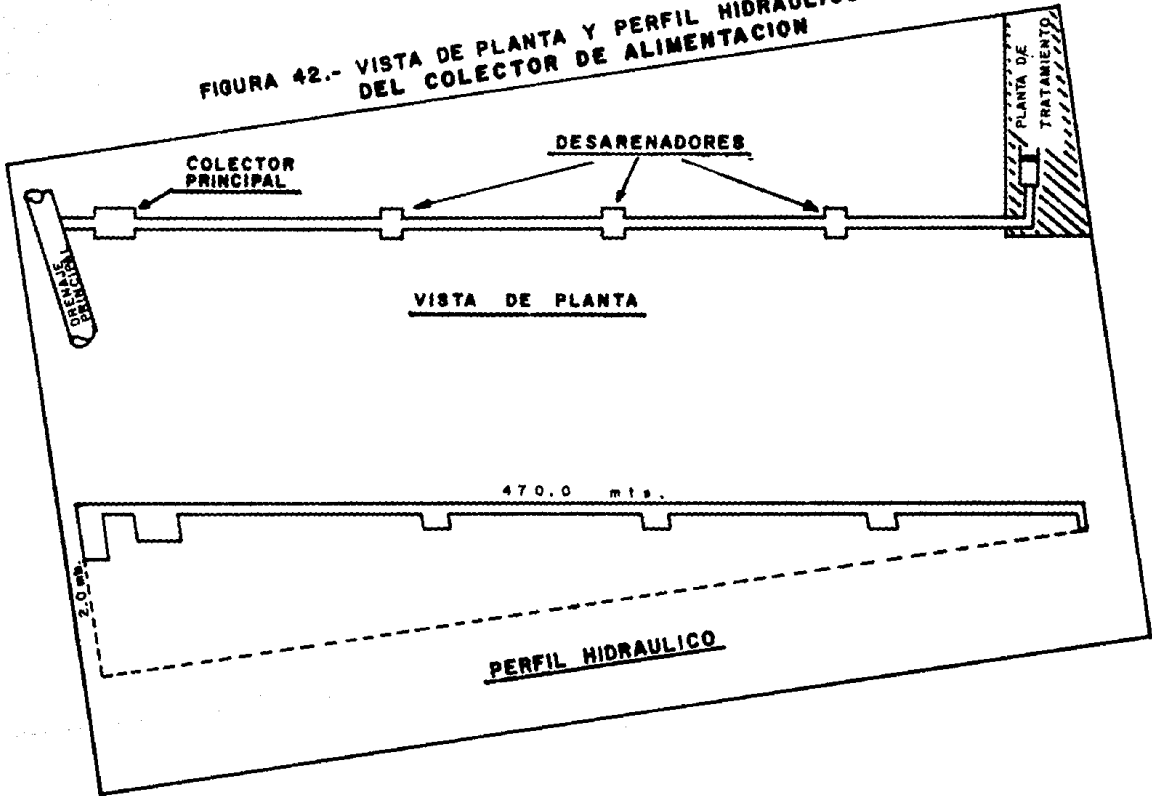 FIGURA 42.- VISTA DE PLANTA Y PERFIL HIDRAULICO
DEL COLECTOR DE ALIMENTACION
PLANTA DE
TRATAMIENTO
DESARENADORES
COLECTOR
PRINCIPAL
DRENAJE
PRINCIPAL
VISTA DE PLANTA
470.0 mts.
2.0 mts.
PERFIL HIDRAULICO